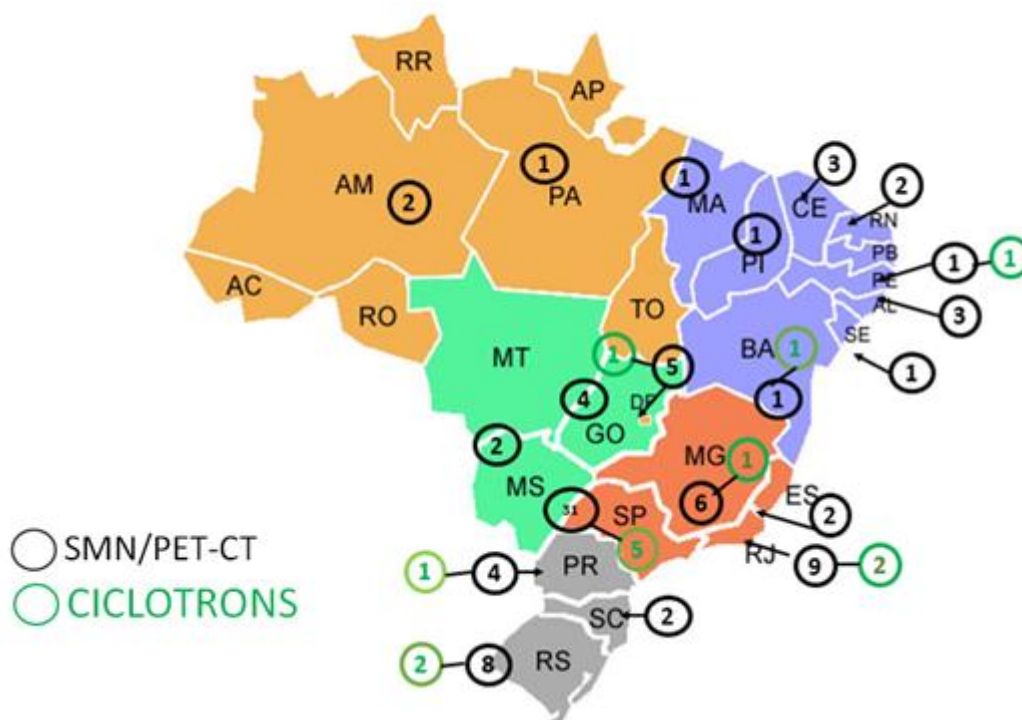 RR
AP
1
AM
2
PA
1
MA
3
CE
2
RN
1
PI
PB
1
1
PE
AL
3
SE
1
AC
RO
TO
MT
1
5
BA
1
1
4
DF
GO
2
MS
MG
1
6
ES
2
31
SP
5
RJ
9
2
SMN/PET-CT
CICLOTRONS
1
4
PR
SC
2
2
8
RS